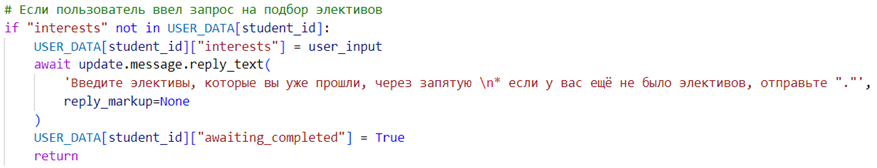 # Если пользователь ввел запрос на подбор элективов
if "interests" not in USER_DATA[student_id]:
    USER_DATA[student_id]["interests"] = user_input
    await update.message.reply_text(
        'Введите элективы, которые вы уже прошли, через запятую \n* если у вас ещё не было элективов, отправьте "."',
        reply_markup=None
    )
    USER_DATA[student_id]["awaiting_completed"] = True
    return